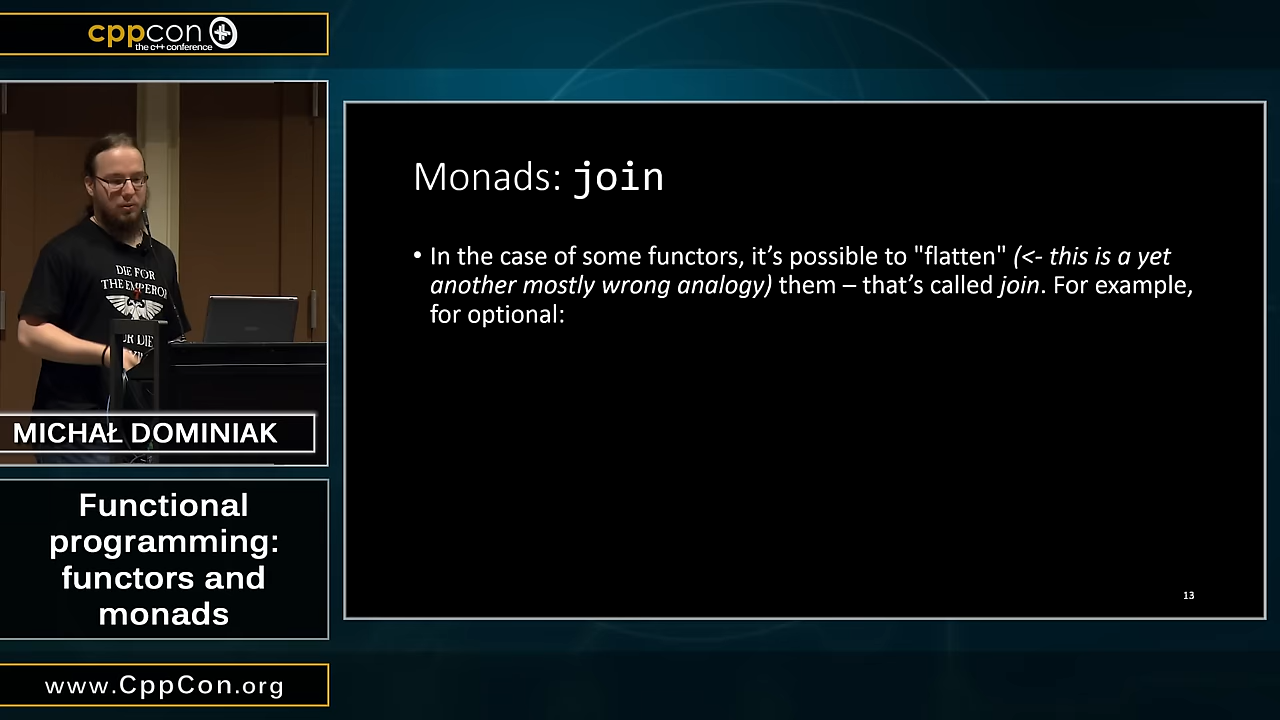 cppcon
the c++ conference
DIE FOR
THE EMPEROR
OR DIE
MICHAŁ DOMINIAK
Functional
programming:
functors and
monads
www.CppCon.org
Monads: join
• In the case of some functors, it’s possible to "flatten" (<- this is a yet
another mostly wrong analogy) them – that’s called join. For example,
for optional:
13